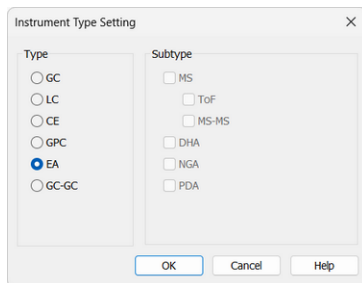 Instrument Type Setting
Type
GC
LC
CE
GPC
EA
GC-GC
Subtype
MS
ToF
MS-MS
DHA
NGA
PDA
OK
Cancel
Help